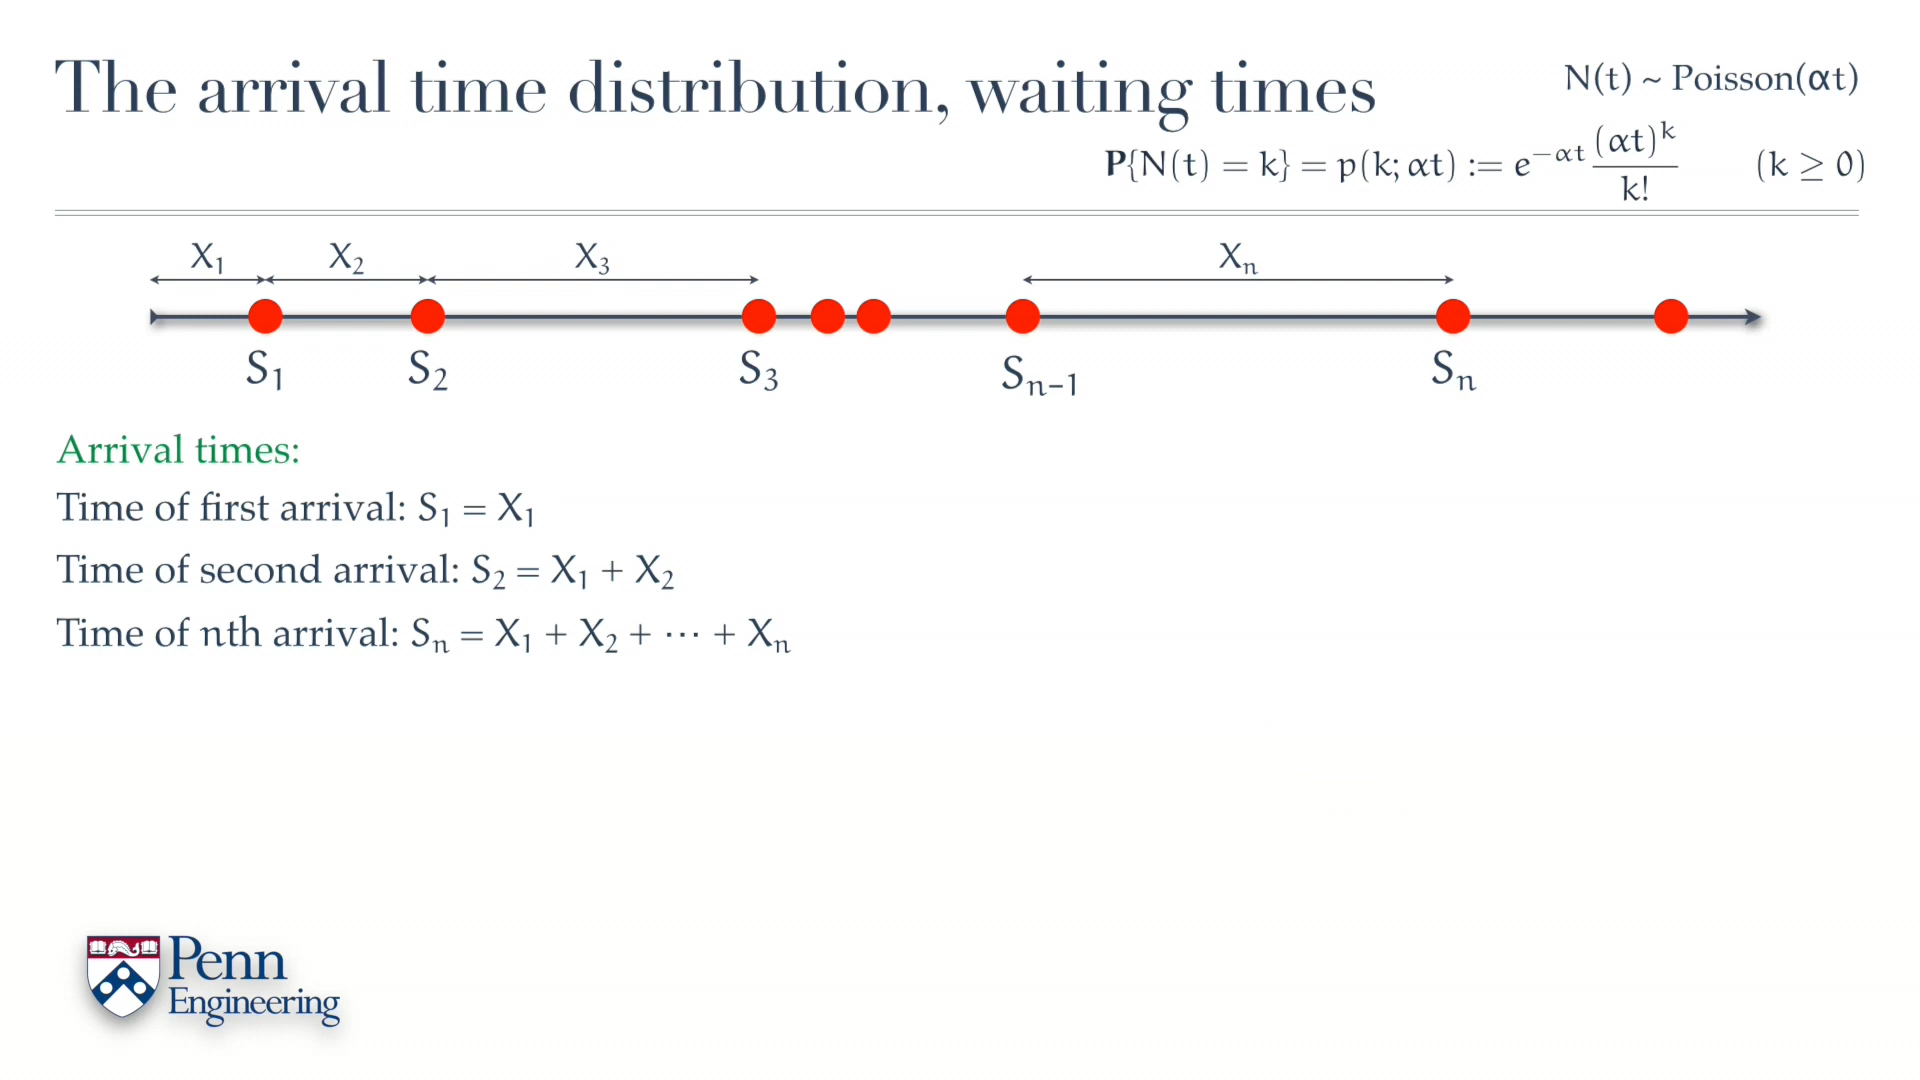 The arrival time distribution, waiting times
N(t) ~ Poisson(αt)
P{N(t) = k} = p(k; αt) := e^{−αt} (αt)^k / k!    (k ≥ 0)
X₁ X₂ X₃ Xₙ
S₁ S₂ S₃ Sₙ₋₁ Sₙ
Arrival times:
Time of first arrival: S₁ = X₁
Time of second arrival: S₂ = X₁ + X₂
Time of nth arrival: Sₙ = X₁ + X₂ + ⋯ + Xₙ
Penn
Engineering